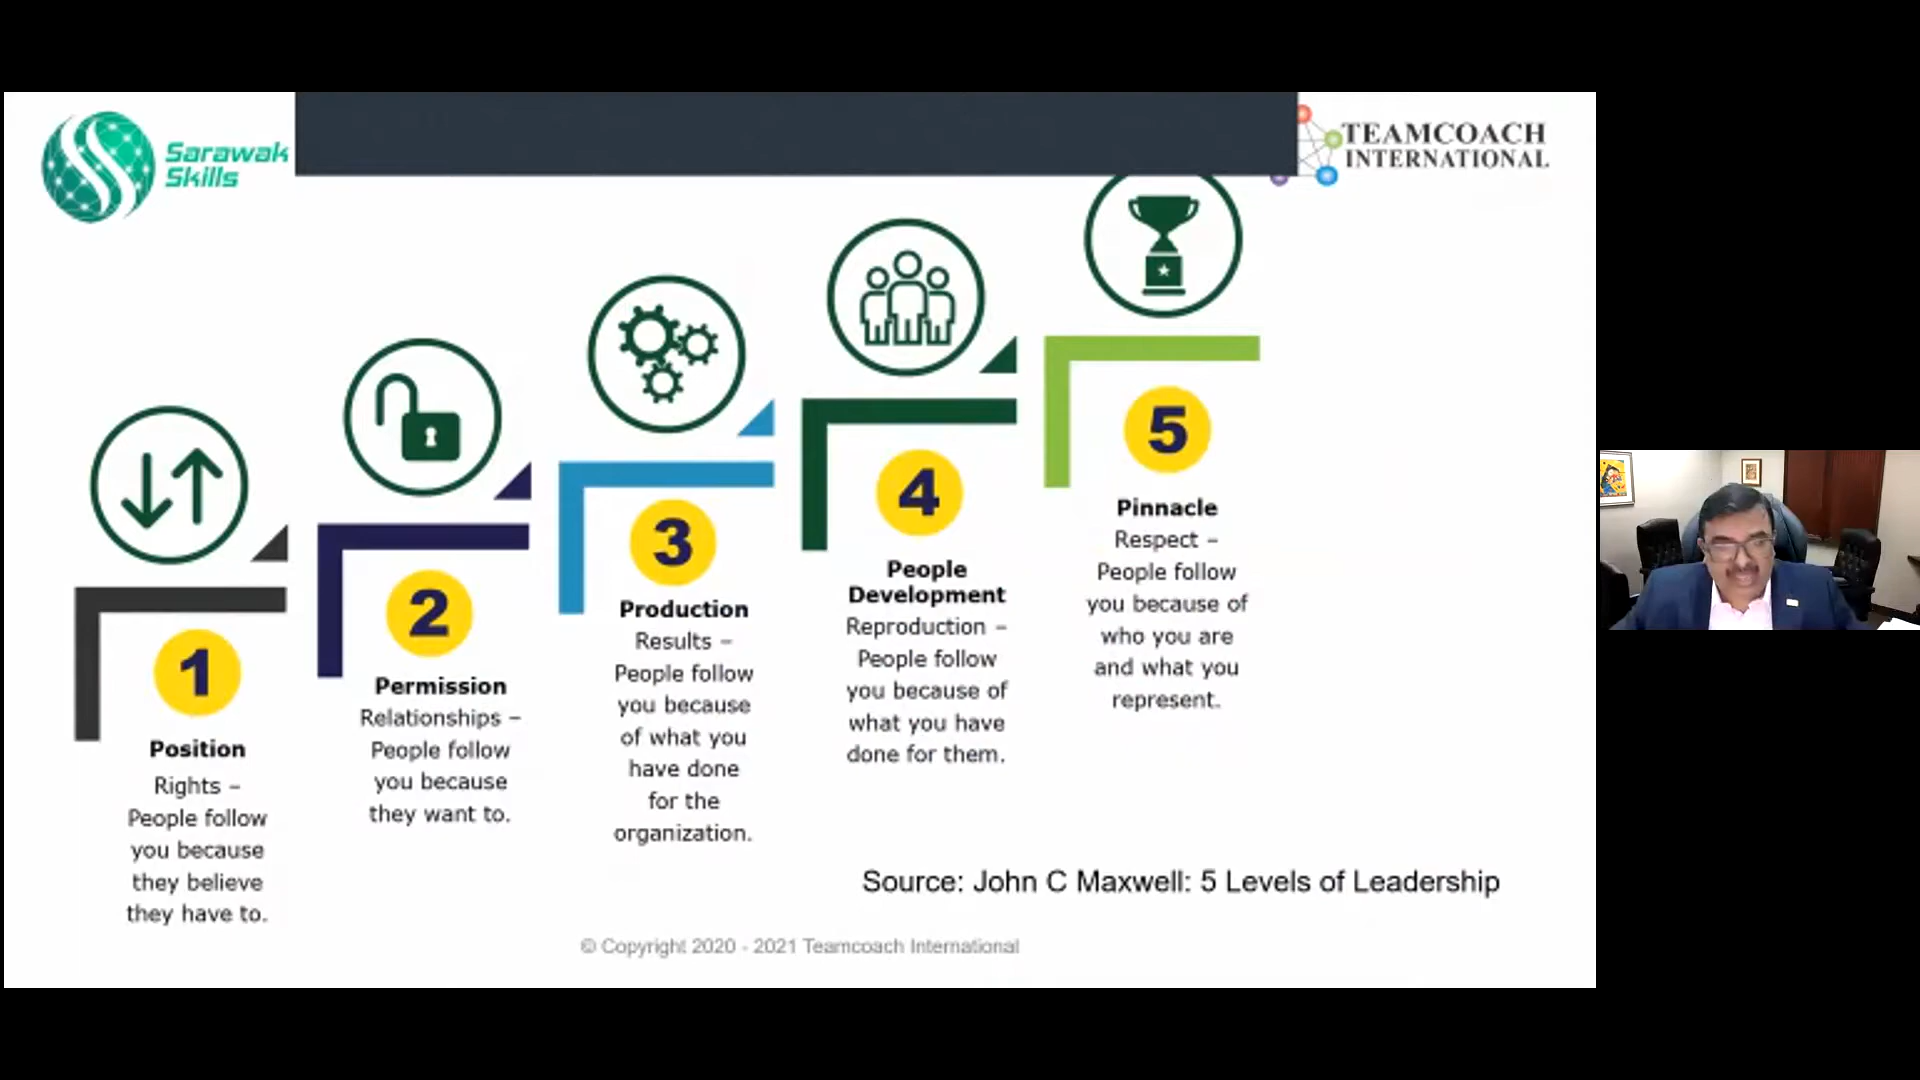 Sarawak
Skills
TEAMCOACH
INTERNATIONAL
1
Position
Rights –
People follow
you because
they believe
they have to.
2
Permission
Relationships –
People follow
you because
they want to.
3
Production
Results –
People follow
you because
of what you
have done
for the
organization.
4
People
Development
Reproduction –
People follow
you because of
what you have
done for them.
5
Pinnacle
Respect –
People follow
you because of
who you are
and what you
represent.
Source: John C Maxwell: 5 Levels of Leadership
© Copyright 2020 - 2021 Teamcoach International